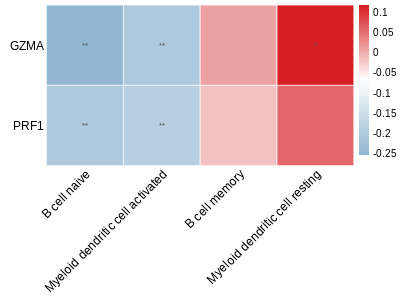 GZMA
** ** *
PRF1
** **
B cell naive
Myeloid dendritic cell activated
B cell memory
Myeloid dendritic cell resting
0.1
0.05
0
-0.05
-0.1
-0.15
-0.2
-0.25